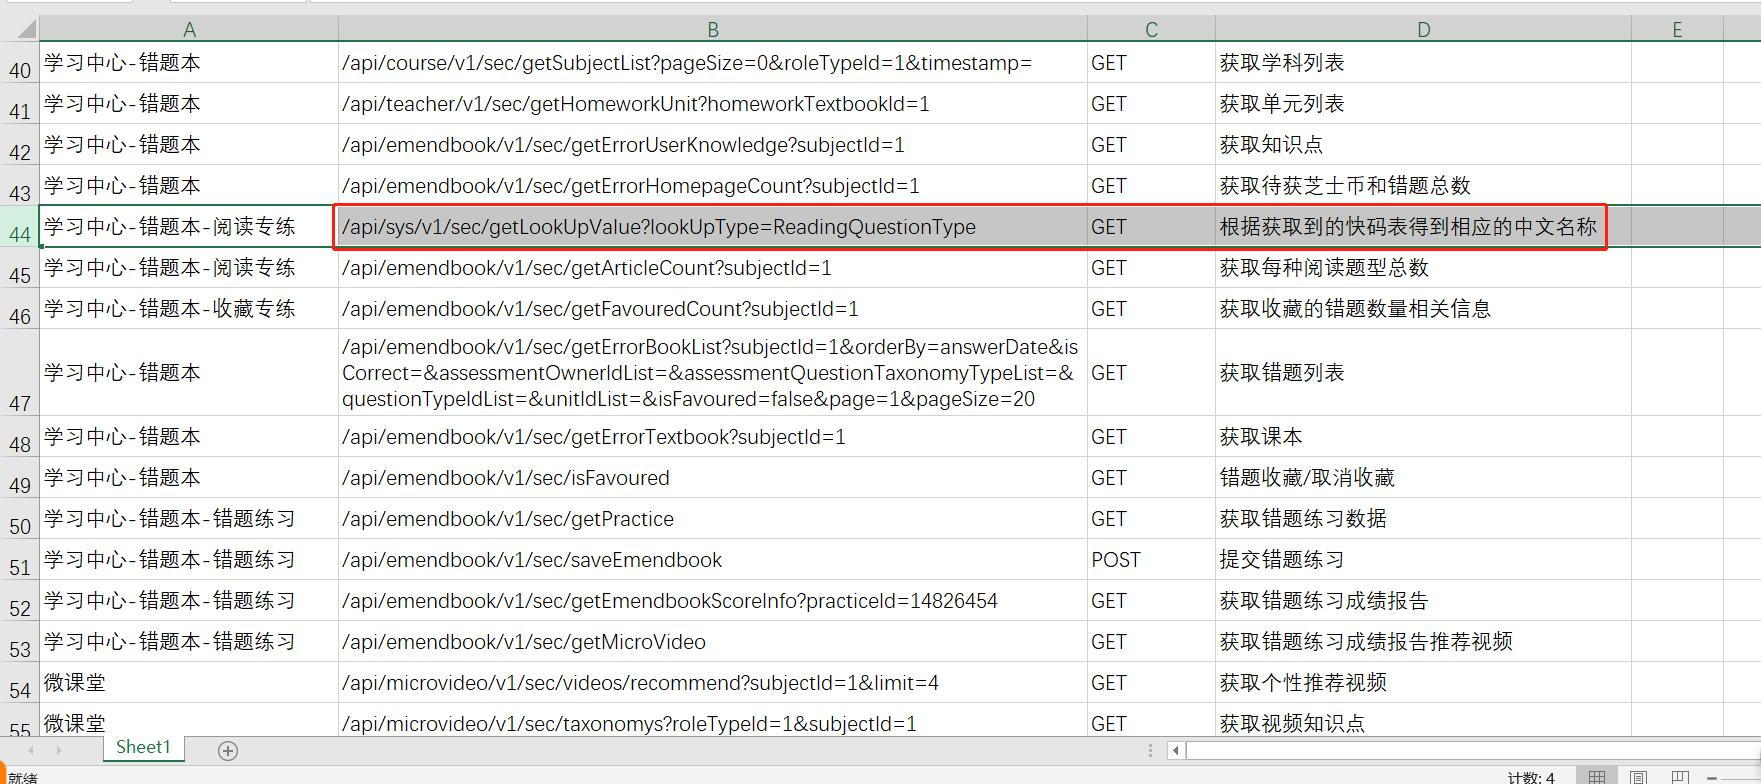 A B C D E
40 学习中心-错题本 /api/course/v1/sec/getSubjectList?pageSize=0&roleTypeId=1&timestamp= GET 获取学科列表
41 学习中心-错题本 /api/teacher/v1/sec/getHomeworkUnit?homeworkTextbookId=1 GET 获取单元列表
42 学习中心-错题本 /api/emendbook/v1/sec/getErrorUserKnowledge?subjectId=1 GET 获取知识点
43 学习中心-错题本 /api/emendbook/v1/sec/getErrorHomepageCount?subjectId=1 GET 获取待获芝士币和错题总数
44 学习中心-错题本-阅读专练 /api/sys/v1/sec/getLookUpValue?lookUpType=ReadingQuestionType GET 根据获取到的快码表得到相应的中文名称
45 学习中心-错题本-阅读专练 /api/emendbook/v1/sec/getArticleCount?subjectId=1 GET 获取每种阅读题型总数
46 学习中心-错题本-收藏专练 /api/emendbook/v1/sec/getFavouredCount?subjectId=1 GET 获取收藏的错题数量相关信息
/api/emendbook/v1/sec/getErrorBookList?subjectId=1&orderBy=answerDate&is
47 学习中心-错题本 Correct=&assessmentOwnerIdList=&assessmentQuestionTaxonomyTypeList=& GET 获取错题列表
questionTypeIdList=&unitIdList=&isFavoured=false&page=1&pageSize=20
48 学习中心-错题本 /api/emendbook/v1/sec/getErrorTextbook?subjectId=1 GET 获取课本
49 学习中心-错题本 /api/emendbook/v1/sec/isFavoured GET 错题收藏/取消收藏
50 学习中心-错题本-错题练习 /api/emendbook/v1/sec/getPractice GET 获取错题练习数据
51 学习中心-错题本-错题练习 /api/emendbook/v1/sec/saveEmendbook POST 提交错题练习
52 学习中心-错题本-错题练习 /api/emendbook/v1/sec/getEmendbookScoreInfo?practiceId=14826454 GET 获取错题练习成绩报告
53 学习中心-错题本-错题练习 /api/emendbook/v1/sec/getMicroVideo GET 获取错题练习成绩报告推荐视频
54 微课堂 /api/microvideo/v1/sec/videos/recommend?subjectId=1&limit=4 GET 获取个性推荐视频
55 微课堂 /api/microvideo/v1/sec/taxonomys?roleTypeId=1&subjectId=1 GET 获取视频知识点
Sheet1
就绪 计数: 4